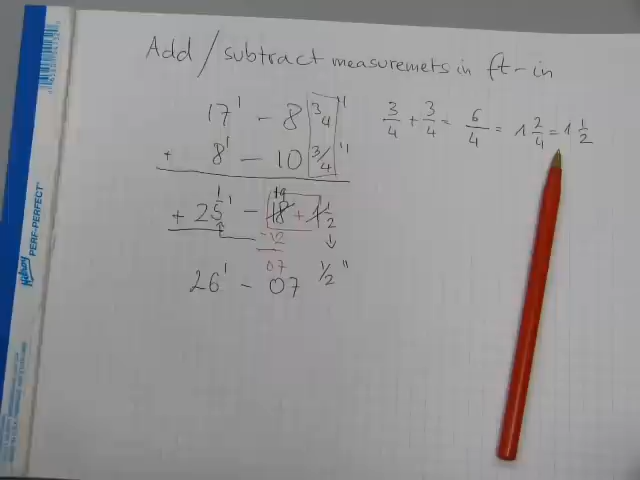 Add / subtract measuremets in ft-in
17' - 8 3/4"
+ 8' - 10 3/4"
3/4 + 3/4 = 6/4 = 1 2/4 = 1 1/2
1
19
+ 25' - 18 + 1 1/2
-12
07
26' - 07 1/2"
Hilroy PERF-PERFECT